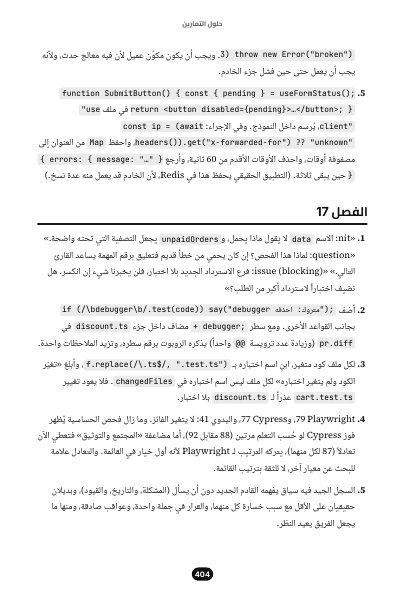 حلول التمارين
3. throw new Error("broken") ويجب أن يكون مكوّن عميل لأن فيه معالج حدث، ولأنه
يجب أن يعمل حتى حين فشل جزء الخادم.
5. function SubmitButton() { const { pending } = useFormStatus();
return <button disabled={pending}>…</button>; } في ملف "use
client"، يُرسم داخل النموذج. وفي الإجراء: const ip = (await
headers()).get("x-forwarded-for") ?? "unknown"، واحفظ Map من العنوان إلى
مصفوفة أوقات، واحذف الأوقات الأقدم من 60 ثانية، وأرجع { errors: { message: "…" }
} حين يبقى ثلاثة. (التطبيق الحقيقي يحفظ هذا في Redis، لأن الخادم قد يعمل منه عدة نسخ.)
الفصل 17
1. «nit: الاسم data لا يقول ماذا يحمل، وunpaidOrders يجعل التصفية التي تحته واضحة.»
«question: لماذا هذا الفحص؟ إن كان يحمي من خطأ قديم فتعليق برقم المهمة يساعد القارئ
التالي.» «issue (blocking): فرع الاسترداد الجديد بلا اختبار، فلن يخبرنا شيء إن انكسر. هل
نضيف اختباراً لاسترداد أكبر من الطلب؟»
2. أضف if (/\bdebugger\b/.test(code)) say("debugger متروك: احذفه");
بجانب القواعد الأخرى. ومع سطر + debugger; مضاف داخل جزء discount.ts في
pr.diff (وزيادة عدد ترويسة @@ واحداً) يذكره الروبوت برقم سطره، وتزيد الملاحظات واحدة.
3. لكل ملف كود متغير، ابنِ اسم اختباره بـ f.replace(/\.ts$/, ".test.ts")، وأبلغ «تغيّر
الكود ولم يتغير اختباره» لكل ملف ليس اسم اختباره في changedFiles. فلا يعود تغيير
cart.test.ts عذراً لـ discount.ts بلا اختبار.
4. Playwright 79، وCypress 77، واليدوي 41: لا يتغير الفائز. وما زال فحص الحساسية يُظهر
فوز Cypress لو حُسب التعلم مرتين (88 مقابل 92)، أما مضاعفة «المجتمع والتوثيق» فتعطي الآن
تعادلاً (87 لكل منهما)، يتركه الترتيب لـ Playwright لأنه أول خيار في القائمة. والتعادل علامة
للبحث عن معيار آخر، لا للثقة بترتيب القائمة.
5. السجل الجيد فيه سياق يفهمه القادم الجديد دون أن يسأل (المشكلة، والتاريخ، والقيود)، وبديلان
حقيقيان على الأقل مع سبب خسارة كل منهما، والقرار في جملة واحدة، وعواقب صادقة، ومنها ما
يجعل الفريق يعيد النظر.
404